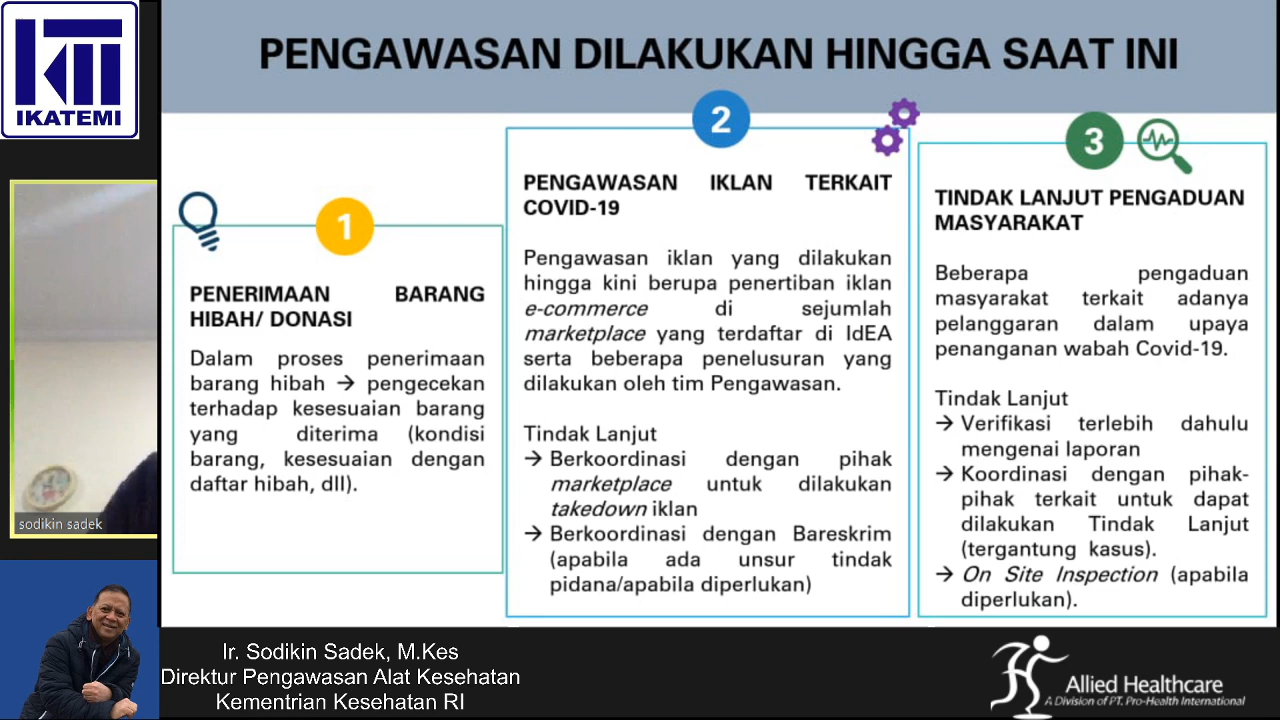 IKATEMI
PENGAWASAN DILAKUKAN HINGGA SAAT INI
1
PENERIMAAN BARANG
HIBAH/ DONASI
Dalam proses penerimaan
barang hibah → pengecekan
terhadap kesesuaian barang
yang diterima (kondisi
barang, kesesuaian dengan
daftar hibah, dll).
2
PENGAWASAN IKLAN TERKAIT
COVID-19
Pengawasan iklan yang dilakukan
hingga kini berupa penertiban iklan
e-commerce di sejumlah
marketplace yang terdaftar di IdEA
serta beberapa penelusuran yang
dilakukan oleh tim Pengawasan.
Tindak Lanjut
→ Berkoordinasi dengan pihak
marketplace untuk dilakukan
takedown iklan
→ Berkoordinasi dengan Bareskrim
(apabila ada unsur tindak
pidana/apabila diperlukan)
3
TINDAK LANJUT PENGADUAN
MASYARAKAT
Beberapa pengaduan
masyarakat terkait adanya
pelanggaran dalam upaya
penanganan wabah Covid-19.
Tindak Lanjut
→ Verifikasi terlebih dahulu
mengenai laporan
→ Koordinasi dengan pihak-
pihak terkait untuk dapat
dilakukan Tindak Lanjut
(tergantung kasus).
→ On Site Inspection (apabila
diperlukan).
sodikin sadek
Ir. Sodikin Sadek, M.Kes
Direktur Pengawasan Alat Kesehatan
Kementrian Kesehatan RI
Allied Healthcare
A Division of PT. Pro-Health International